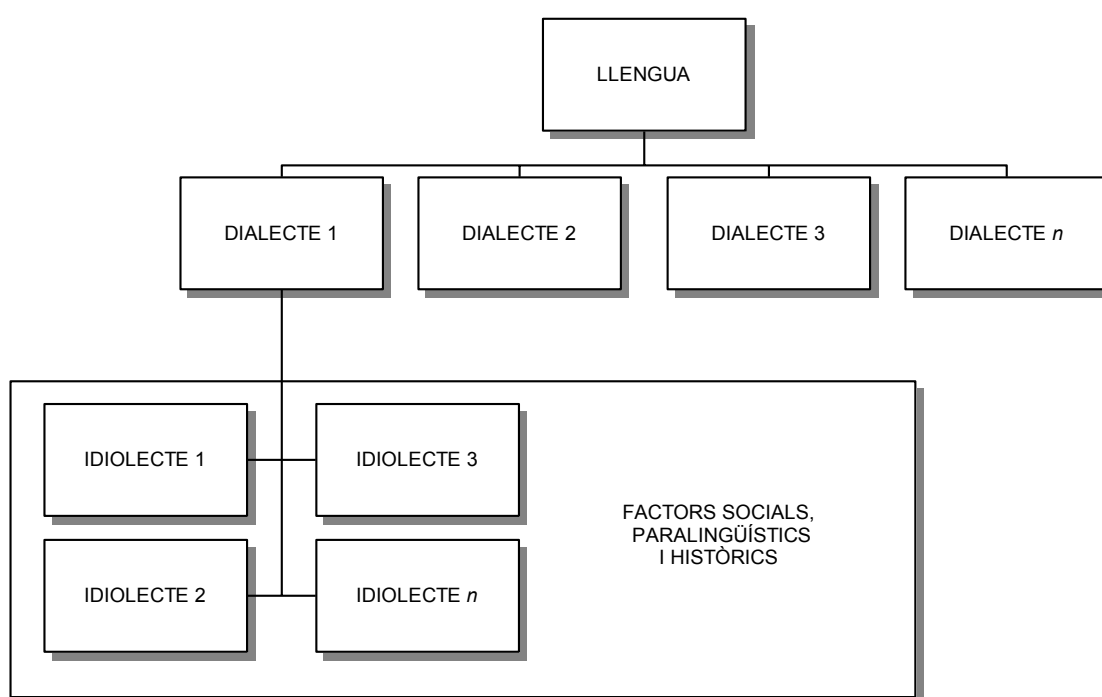 LLENGUA
DIALECTE 1
DIALECTE 2
DIALECTE 3
DIALECTE n
IDIOLECTE 1
IDIOLECTE 3
FACTORS SOCIALS,
PARALINGÜÍSTICS
I HISTÒRICS
IDIOLECTE 2
IDIOLECTE n